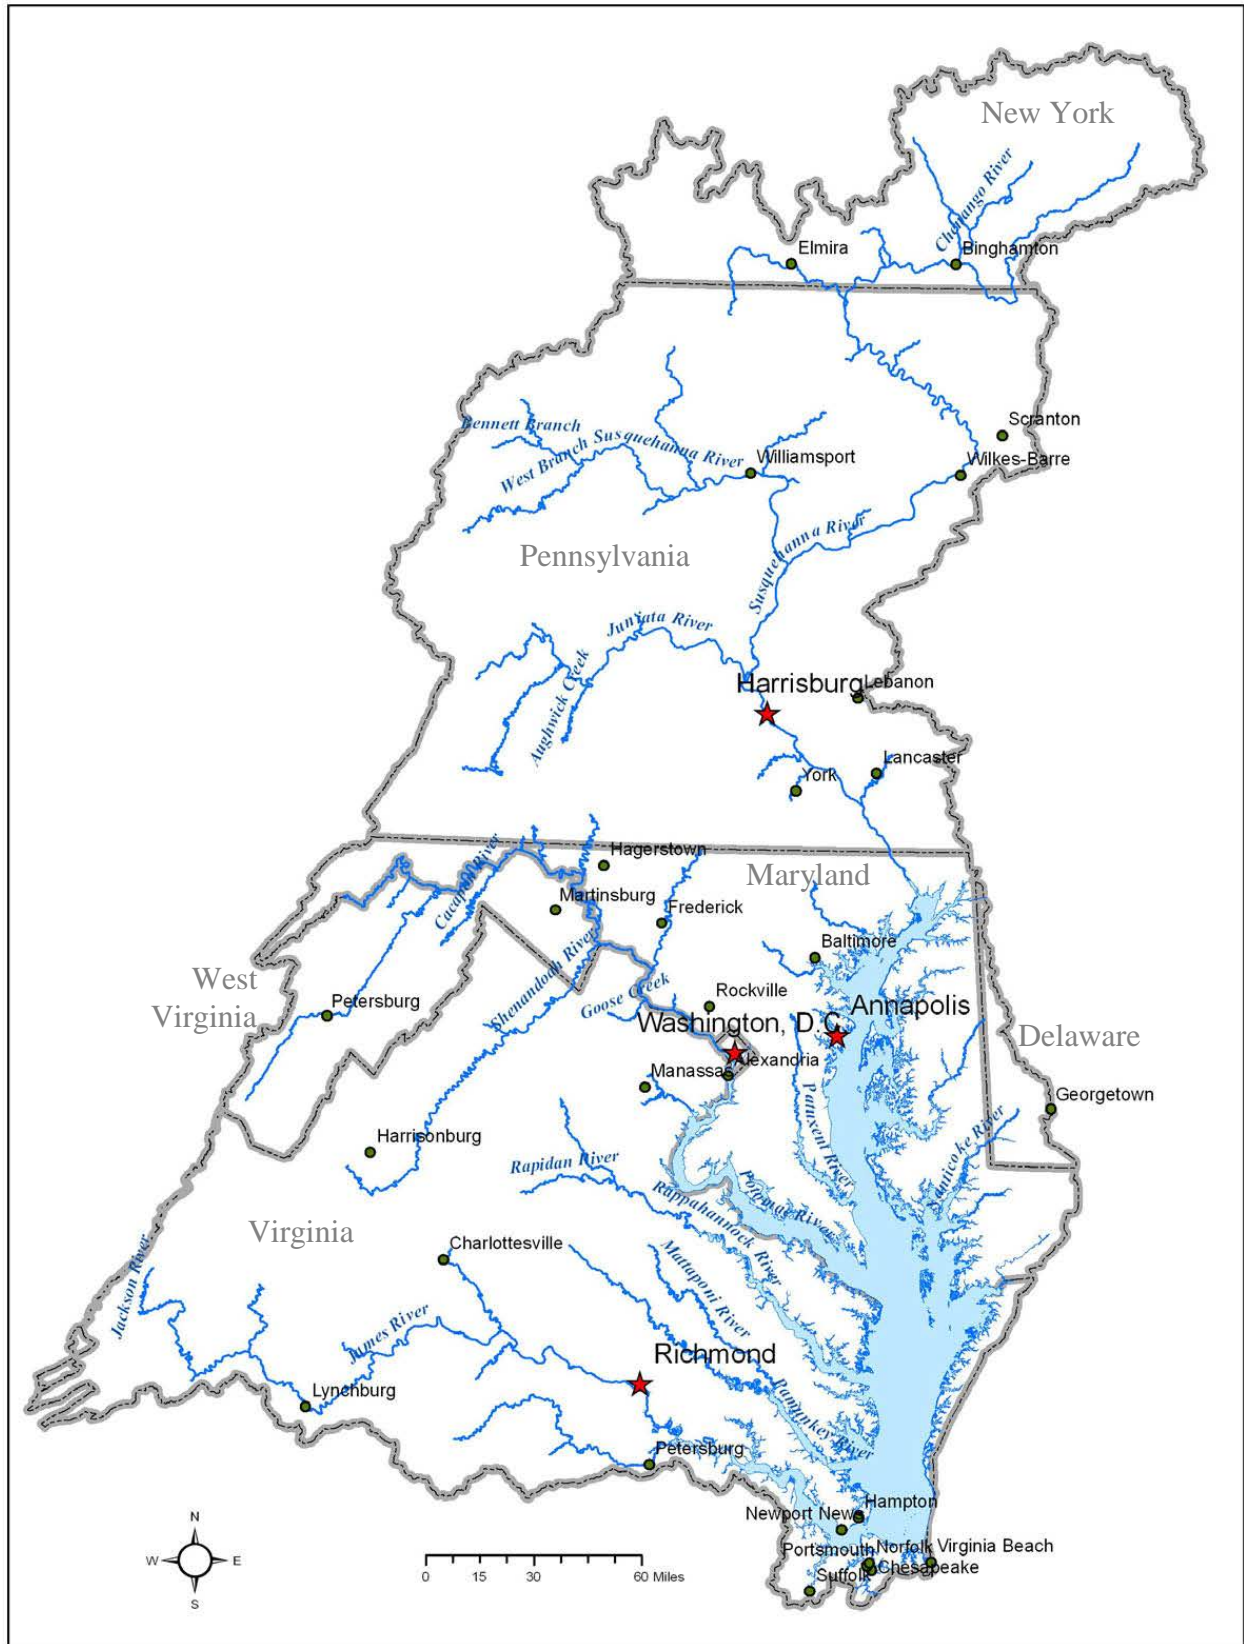 New York
Chenango River
Elmira
Binghamton
Scranton
Bennett Branch
West Branch Susquehanna River
Williamsport
Wilkes-Barre
Susquehanna River
Pennsylvania
Juniata River
Aughwick Creek
Harrisburg
Lebanon
Lancaster
York
Hagerstown
Maryland
Cacapon River
Martinsburg
Frederick
Baltimore
Shenandoah River
West
Virginia
Petersburg
Goose Creek
Rockville
Annapolis
Washington, D.C.
Delaware
Alexandria
Manassas
Georgetown
Patuxent River
Nanticoke River
Harrisonburg
Rapidan River
Potomac River
Rappahannock River
Virginia
Charlottesville
Mattaponi River
Jackson River
James River
Richmond
Lynchburg
Pamunkey River
Petersburg
Hampton
Newport News
Portsmouth
Norfolk
Virginia Beach
Chesapeake
Suffolk
N
W
E
S
0 15 30 60 Miles